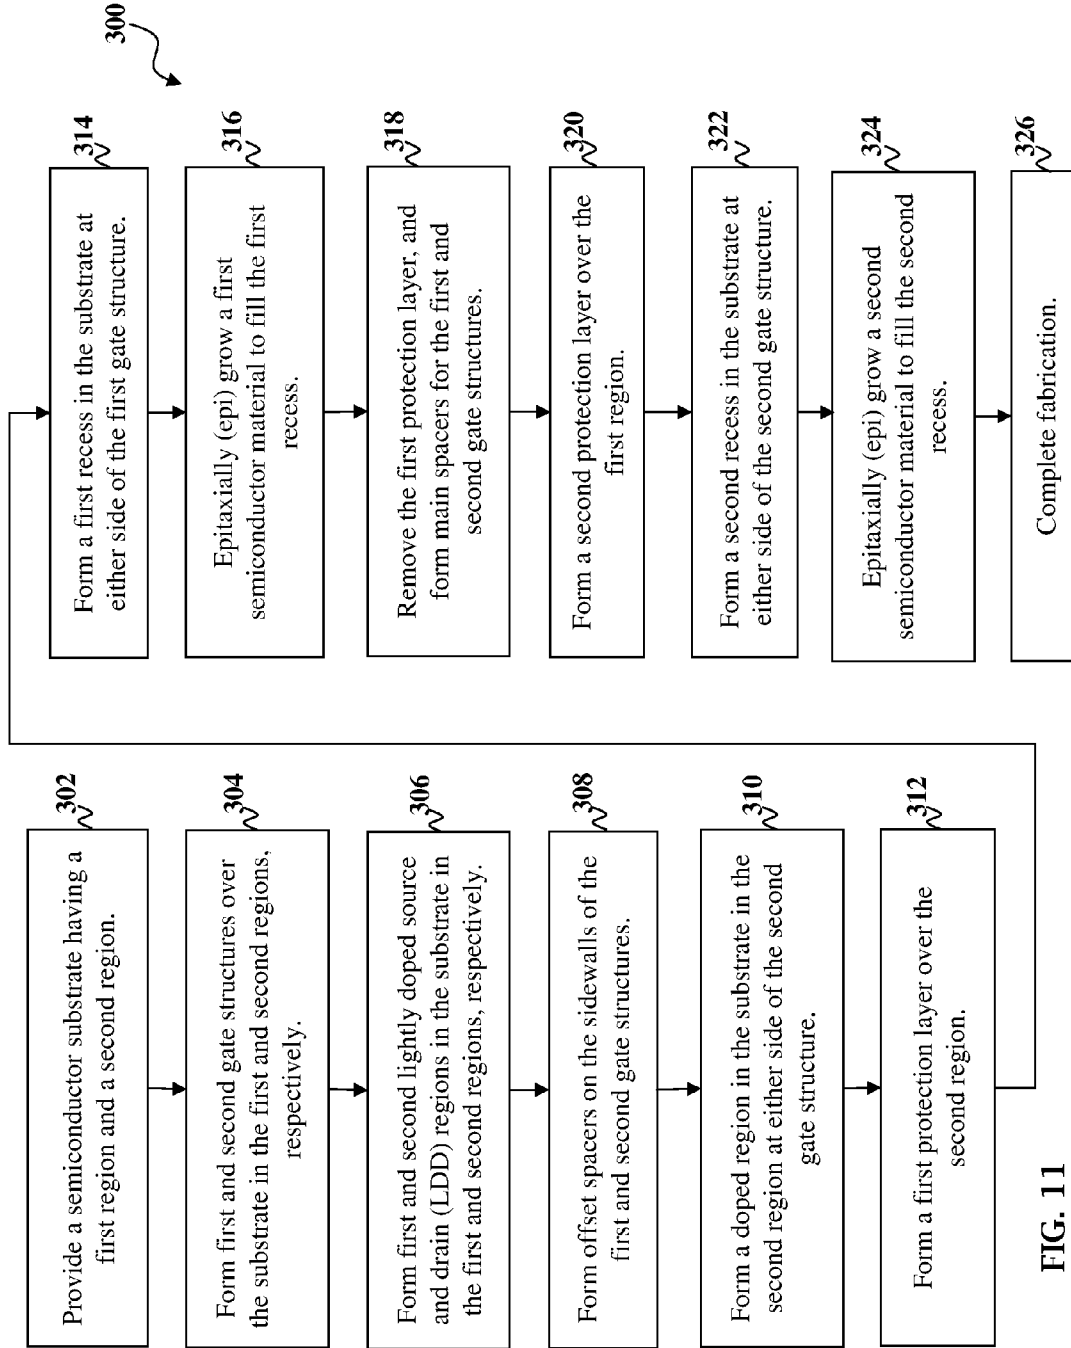 300
302
Provide a semiconductor substrate having a
first region and a second region.
304
Form first and second gate structures over
the substrate in the first and second regions,
respectively.
306
Form first and second lightly doped source
and drain (LDD) regions in the substrate in
the first and second regions, respectively.
308
Form offset spacers on the sidewalls of the
first and second gate structures.
310
Form a doped region in the substrate in the
second region at either side of the second
gate structure.
312
Form a first protection layer over the
second region.
314
Form a first recess in the substrate at
either side of the first gate structure.
316
Epitaxially (epi) grow a first
semiconductor material to fill the first
recess.
318
Remove the first protection layer, and
form main spacers for the first and
second gate structures.
320
Form a second protection layer over the
first region.
322
Form a second recess in the substrate at
either side of the second gate structure.
324
Epitaxially (epi) grow a second
semiconductor material to fill the second
recess.
326
Complete fabrication.
FIG. 11